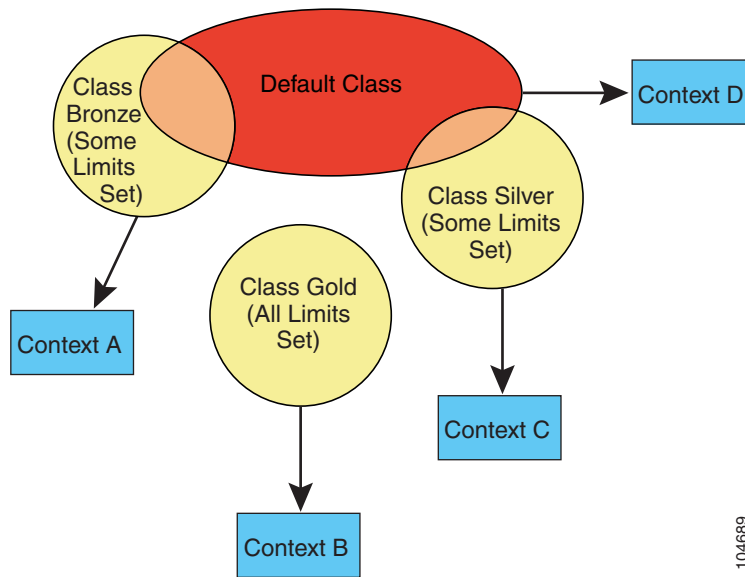 Default Class
Class
Bronze
(Some
Limits
Set)
Context D
Class Silver
(Some Limits
Set)
Class Gold
(All Limits
Set)
Context A
Context C
Context B
104689